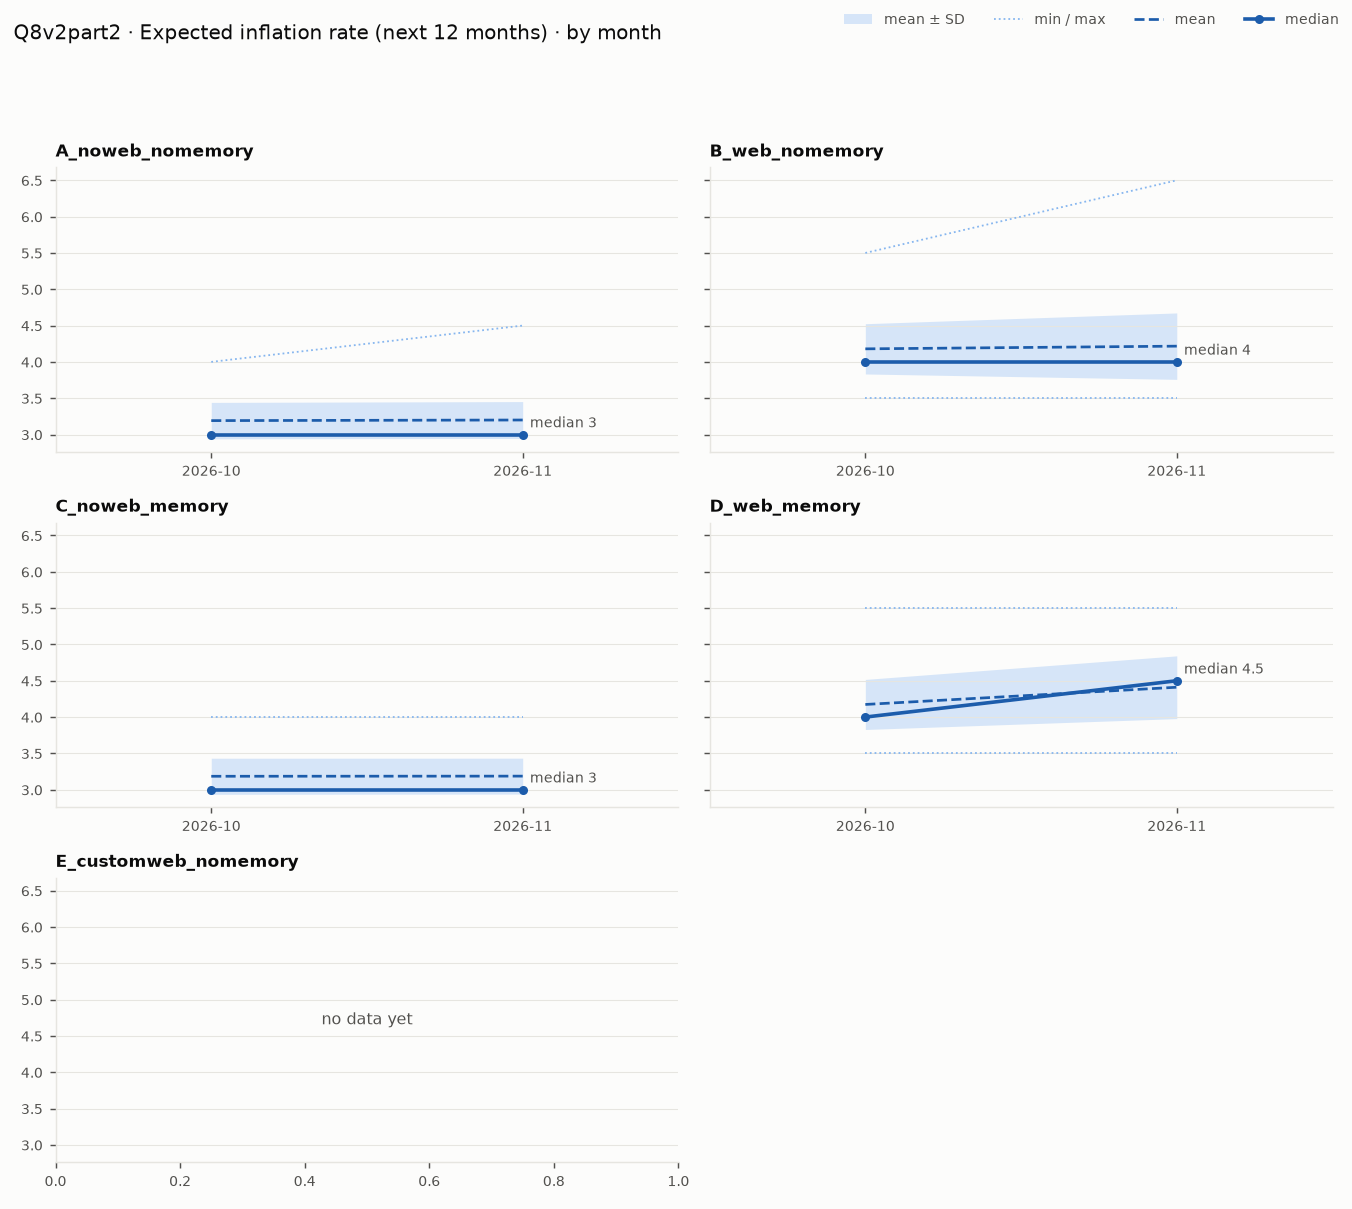 Q8v2part2 · Expected inflation rate (next 12 months) · by month
mean ± SD min / max mean median
A_noweb_nomemory
6.5
6.0
5.5
5.0
4.5
4.0
3.5
3.0
median 3
2026-10 2026-11
B_web_nomemory
median 4
2026-10 2026-11
C_noweb_memory
6.5
6.0
5.5
5.0
4.5
4.0
3.5
3.0
median 3
2026-10 2026-11
D_web_memory
median 4.5
2026-10 2026-11
E_customweb_nomemory
6.5
6.0
5.5
5.0
4.5
4.0
3.5
3.0
no data yet
0.0 0.2 0.4 0.6 0.8 1.0